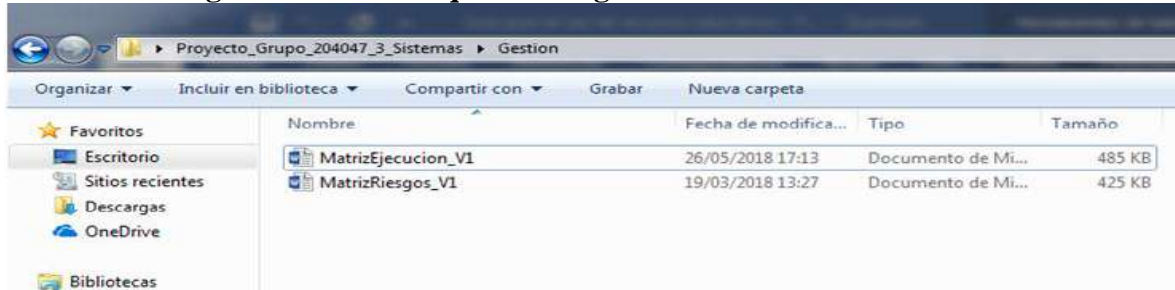 Proyecto_Grupo_204047_3_Sistemas ▸ Gestion
Organizar Incluir en biblioteca Compartir con Grabar Nueva carpeta
Nombre Fecha de modifica... Tipo Tamaño
Favoritos
Escritorio MatrizEjecucion_V1 26/05/2018 17:13 Documento de Mi... 485 KB
Sitios recientes MatrizRiesgos_V1 19/03/2018 13:27 Documento de Mi... 425 KB
Descargas
OneDrive
Bibliotecas